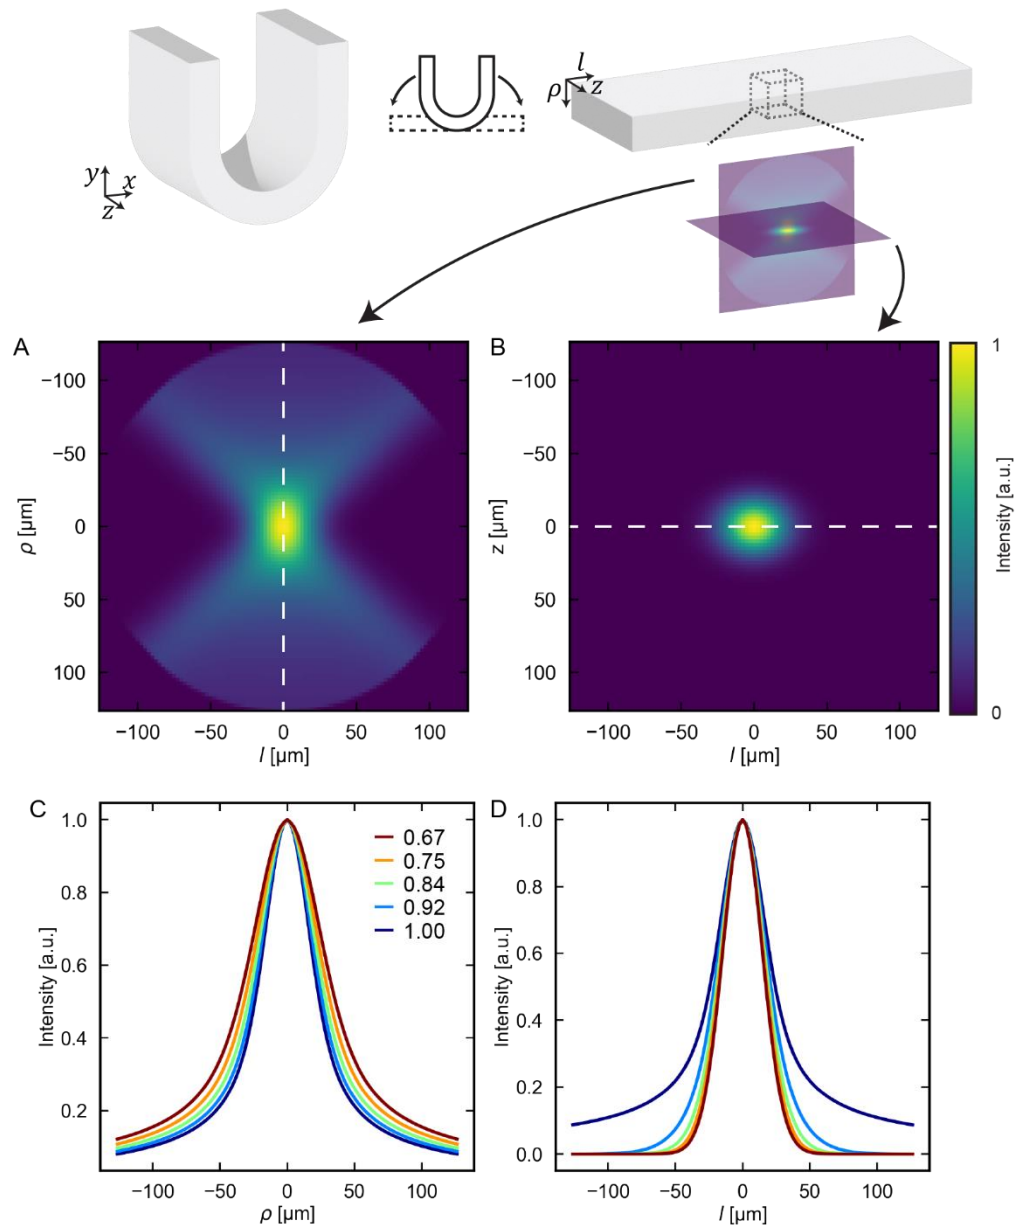 y
x
z
l
z
ρ
A
−100
−50
0
50
100
ρ [µm]
−100 −50 0 50 100
l [µm]
B
−100
−50
0
50
100
z [µm]
−100 −50 0 50 100
l [µm]
1
0
Intensity [a.u.]
C
1.0
0.8
0.6
0.4
0.2
Intensity [a.u.]
0.67
0.75
0.84
0.92
1.00
−100 −50 0 50 100
ρ [µm]
D
1.0
0.8
0.6
0.4
0.2
0.0
Intensity [a.u.]
−100 −50 0 50 100
l [µm]